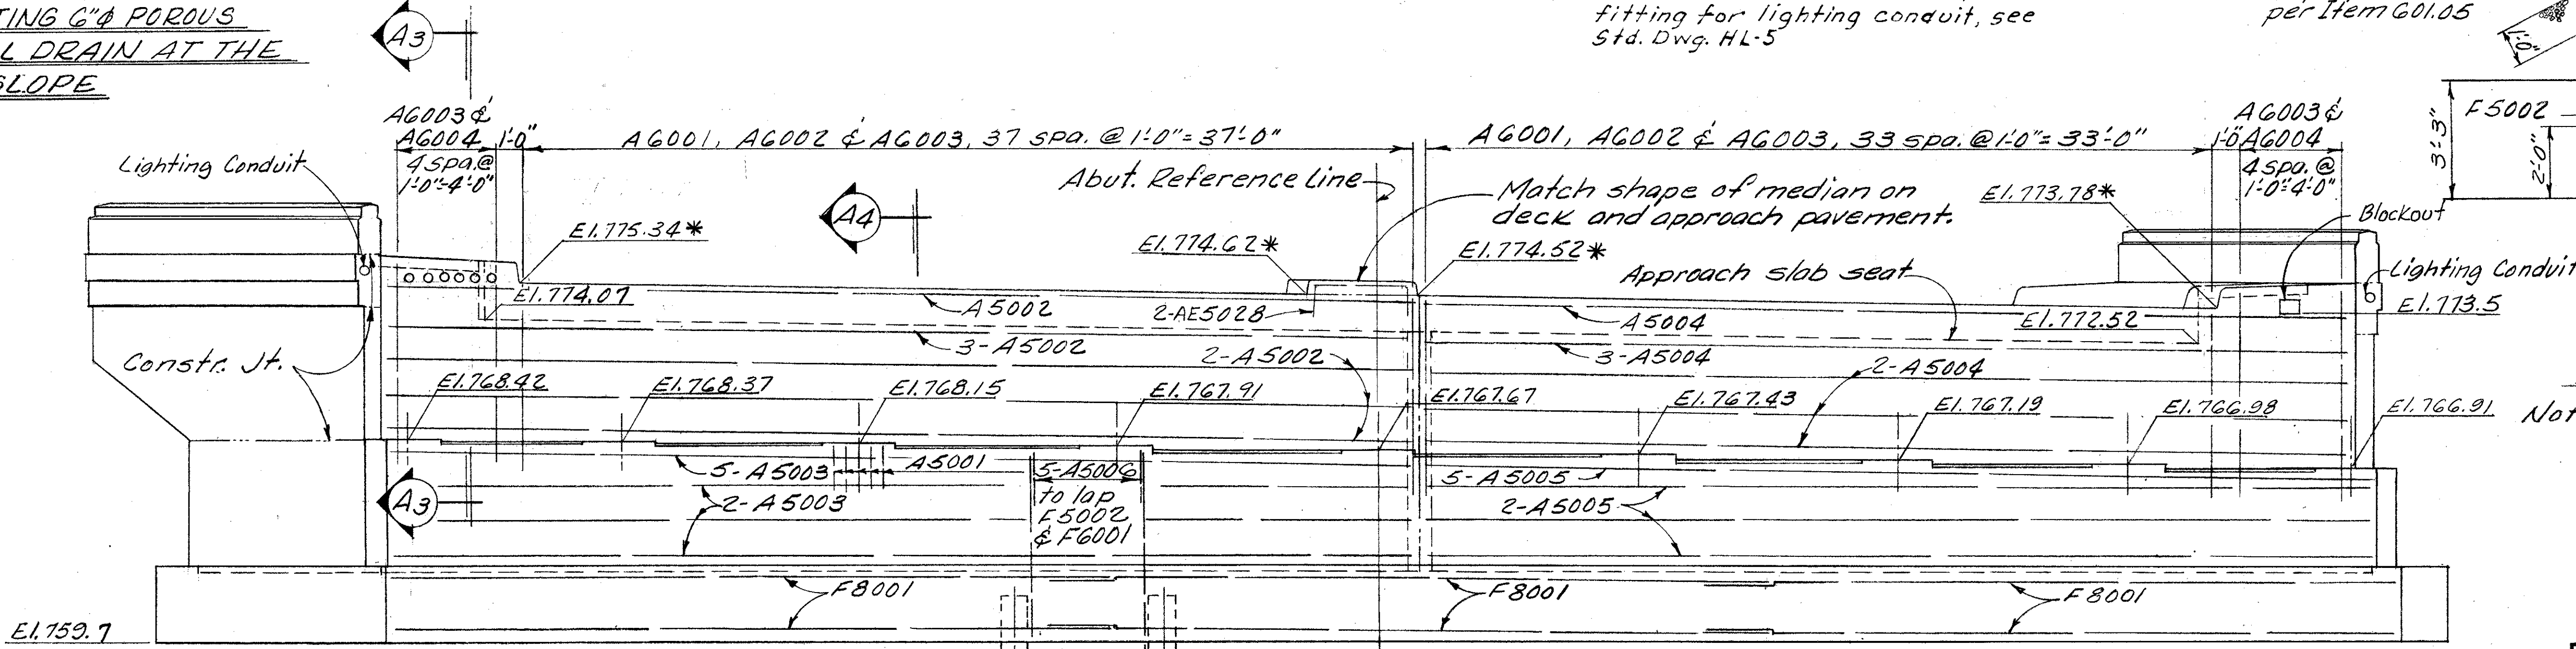 TING 6"φ POROUS
L DRAIN AT THE
SLOPE
A3
fitting for lighting conduit, see
Std. Dwg. HL-5
per Item 601.05
1'-0"
A6003 &
A6004
4 spa. @
1'-0"=4'-0"
1'-0"
A6001, A6002 & A6003, 37 spa. @ 1'-0"= 37'-0"
A6001, A6002 & A6003, 33 spa. @ 1'-0"= 33'-0"
A6003 &
1'-0" A6004
4 spa. @
1'-0"=4'-0"
3'-3"
F5002
2'-0"
Lighting Conduit
Abut. Reference Line
A4
Match shape of median on
deck and approach pavement.
El. 773.78*
Blockout
El. 775.34*
El. 774.62*
El. 774.52*
Approach slab seat
Lighting Conduit
El. 773.5
El. 774.07
A5002
2-AE5028
A5004
El. 772.52
3-A5002
2-A5002
3-A5004
2-A5004
Constr. Jt.
El. 768.42
El. 768.37
El. 768.15
El. 767.91
El. 767.67
El. 767.43
El. 767.19
El. 766.98
El. 766.91
Not
5-A5003
A5001
5-A5006
to lap
F5002
& F6001
5-A5005
A3
2-A5003
2-A5005
F8001
F8001
F8001
El. 759.7